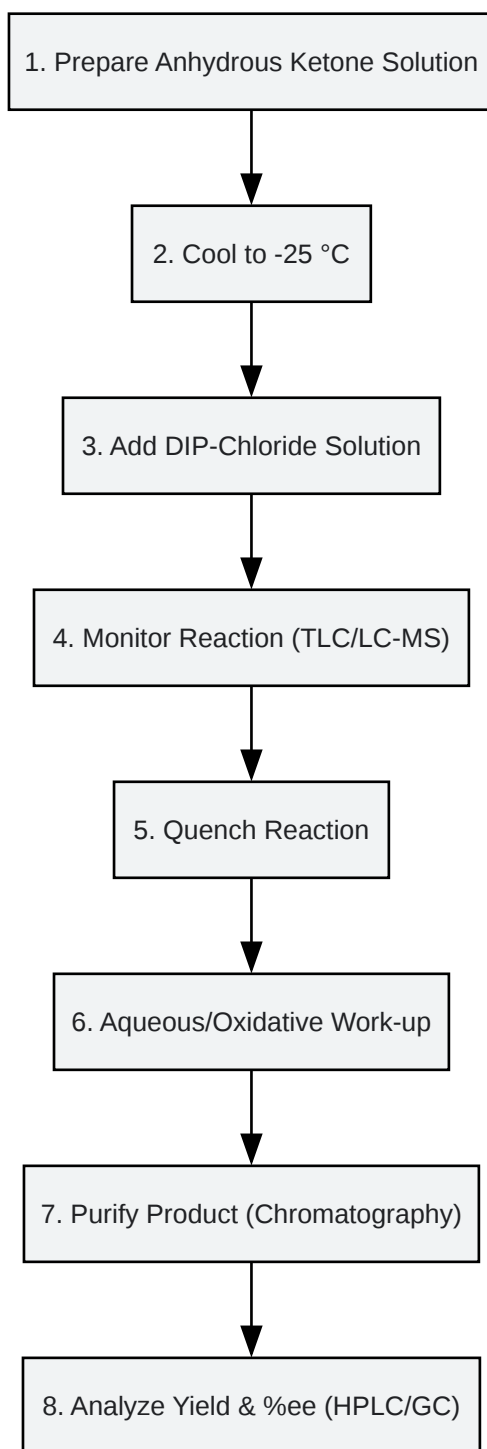 1. Prepare Anhydrous Ketone Solution
2. Cool to -25 °C
3. Add DIP-Chloride Solution
4. Monitor Reaction (TLC/LC-MS)
5. Quench Reaction
6. Aqueous/Oxidative Work-up
7. Purify Product (Chromatography)
8. Analyze Yield & %ee (HPLC/GC)